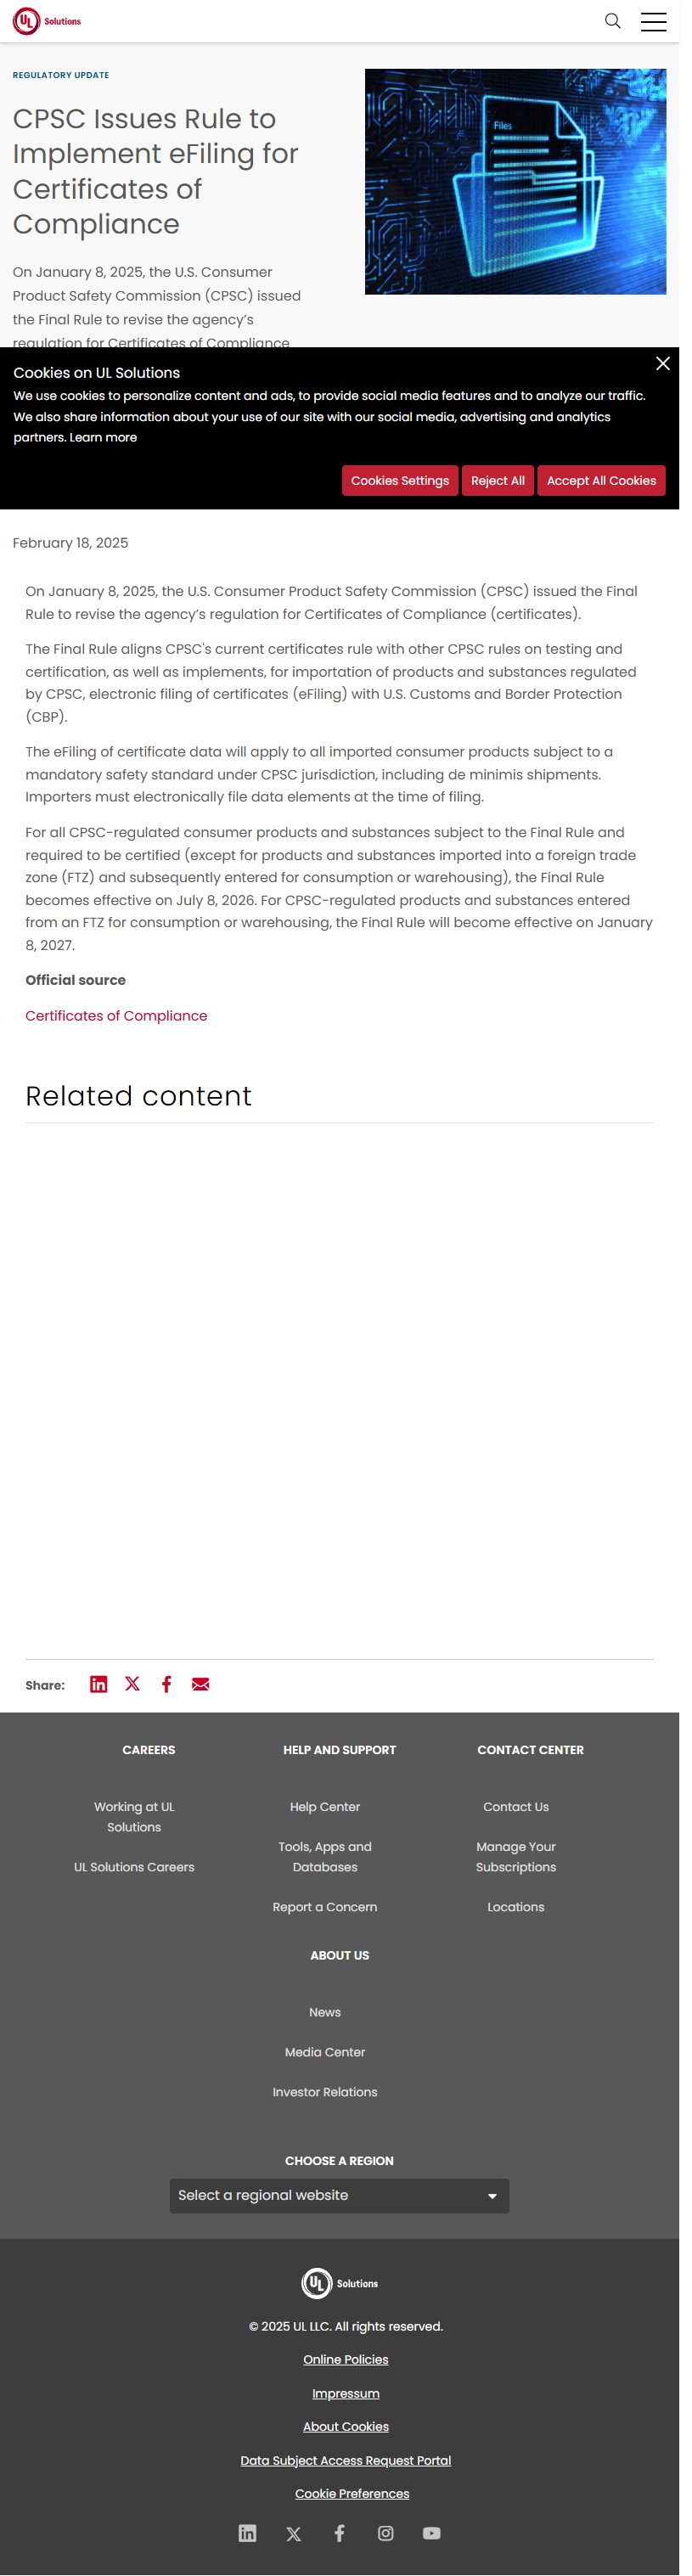 UL Solutions
REGULATORY UPDATE
CPSC Issues Rule to
Implement eFiling for
Certificates of
Compliance
Files
On January 8, 2025, the U.S. Consumer
Product Safety Commission (CPSC) issued
the Final Rule to revise the agency’s
regulation for Certificates of Compliance
Cookies on UL Solutions
We use cookies to personalize content and ads, to provide social media features and to analyze our traffic.
We also share information about your use of our site with our social media, advertising and analytics
partners. Learn more
Cookies Settings
Reject All
Accept All Cookies
February 18, 2025
On January 8, 2025, the U.S. Consumer Product Safety Commission (CPSC) issued the Final
Rule to revise the agency’s regulation for Certificates of Compliance (certificates).
The Final Rule aligns CPSC's current certificates rule with other CPSC rules on testing and
certification, as well as implements, for importation of products and substances regulated
by CPSC, electronic filing of certificates (eFiling) with U.S. Customs and Border Protection
(CBP).
The eFiling of certificate data will apply to all imported consumer products subject to a
mandatory safety standard under CPSC jurisdiction, including de minimis shipments.
Importers must electronically file data elements at the time of filing.
For all CPSC-regulated consumer products and substances subject to the Final Rule and
required to be certified (except for products and substances imported into a foreign trade
zone (FTZ) and subsequently entered for consumption or warehousing), the Final Rule
becomes effective on July 8, 2026. For CPSC-regulated products and substances entered
from an FTZ for consumption or warehousing, the Final Rule will become effective on January
8, 2027.
Official source
Certificates of Compliance
Related content
Share:
CAREERS
Working at UL
Solutions
UL Solutions Careers
HELP AND SUPPORT
Help Center
Tools, Apps and
Databases
Report a Concern
CONTACT CENTER
Contact Us
Manage Your
Subscriptions
Locations
ABOUT US
News
Media Center
Investor Relations
CHOOSE A REGION
Select a regional website
UL Solutions
© 2025 UL LLC. All rights reserved.
Online Policies
Impressum
About Cookies
Data Subject Access Request Portal
Cookie Preferences